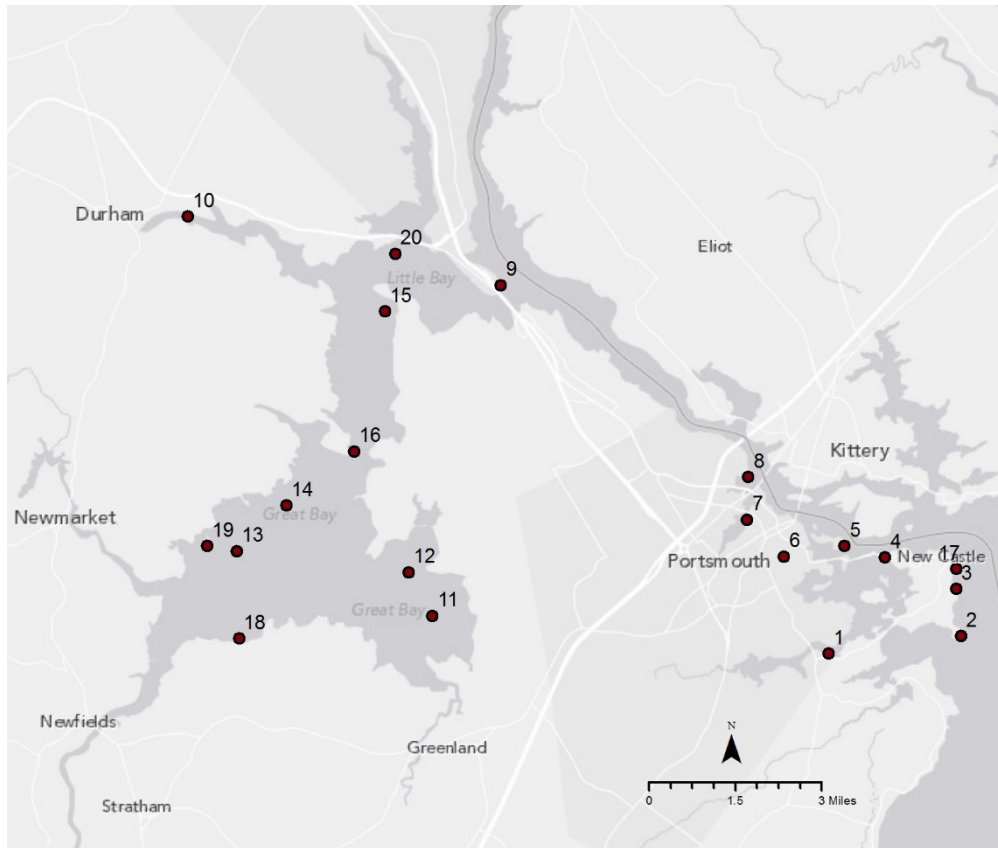 10
Durham
20
Eliot
Little Bay
9
15
16
Kittery
8
14
Great Bay
Newmarket
7
19
13
5
6
4
17
New Castle
Portsmouth
12
3
11
Great Bay
18
2
1
Newfields
N
Greenland
0
1.5
3 Miles
Stratham